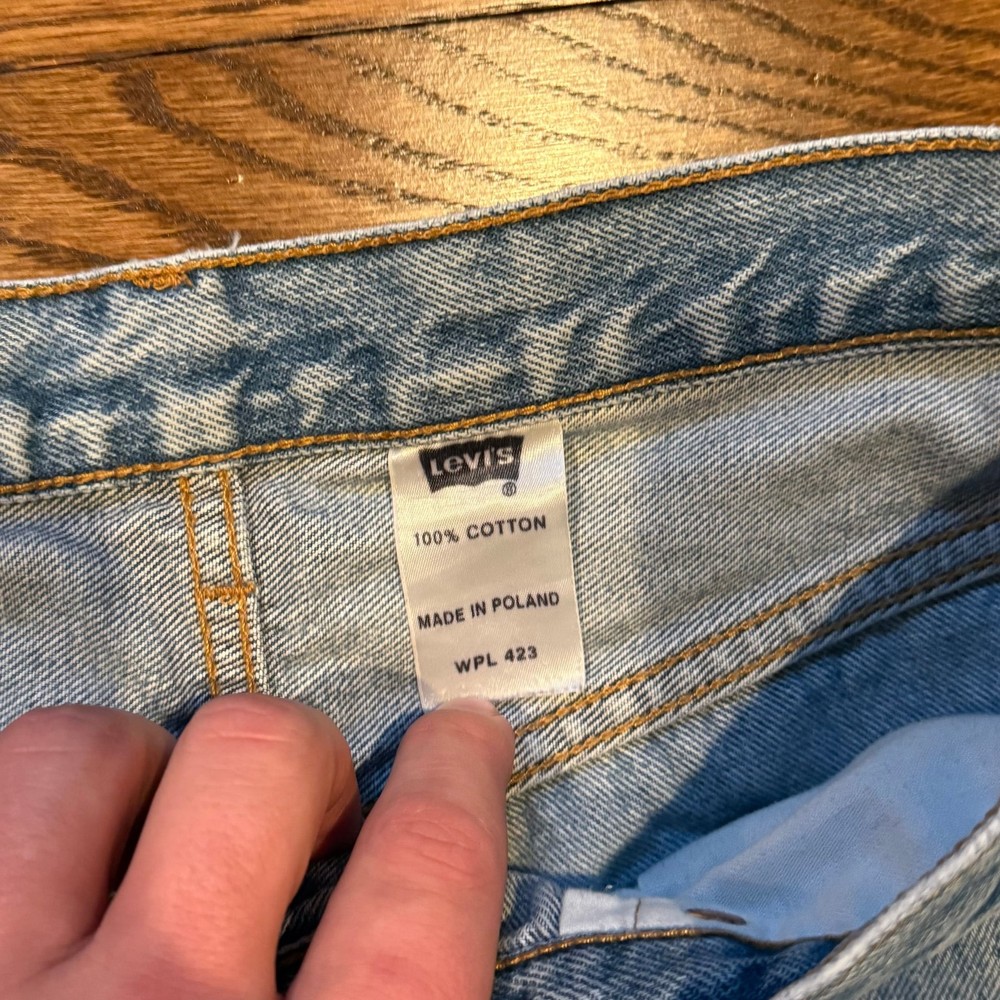 LEVI'S
®
100% COTTON
MADE IN POLAND
WPL 423